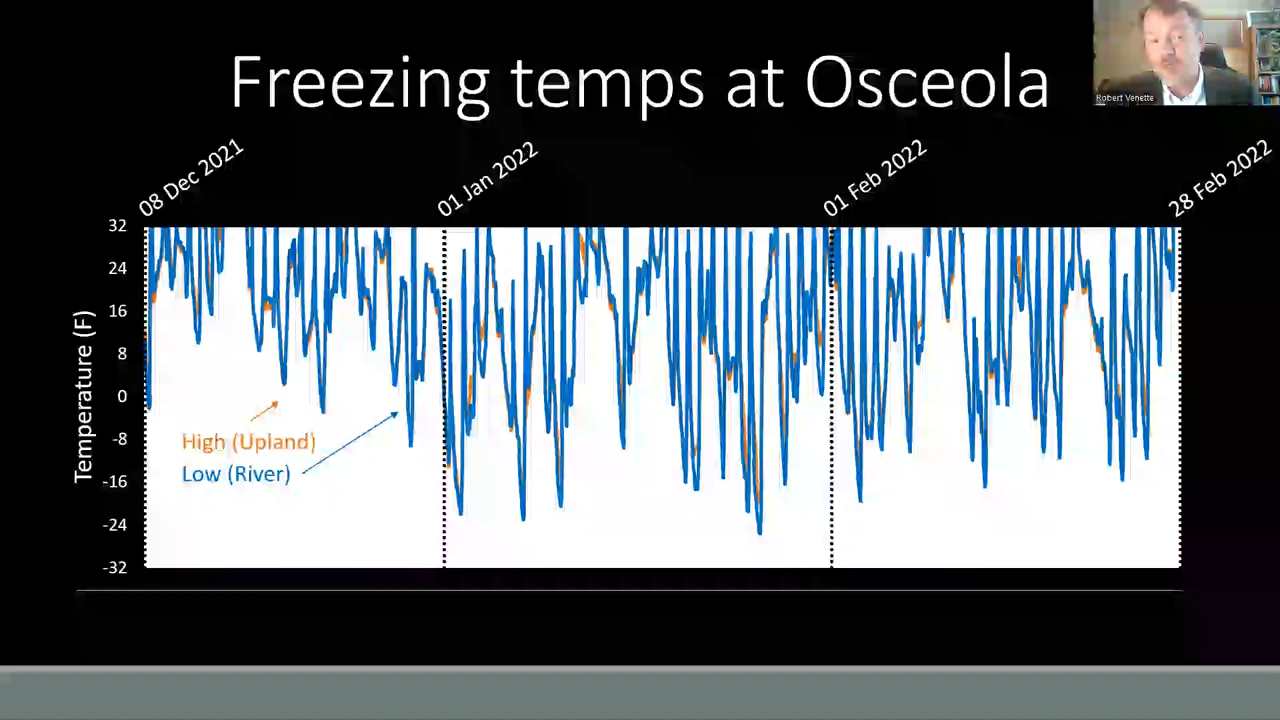 Freezing temps at Osceola
Robert Venette
08 Dec 2021
01 Jan 2022
01 Feb 2022
28 Feb 2022
Temperature (F)
32
24
16
8
0
-8
-16
-24
-32
High (Upland)
Low (River)